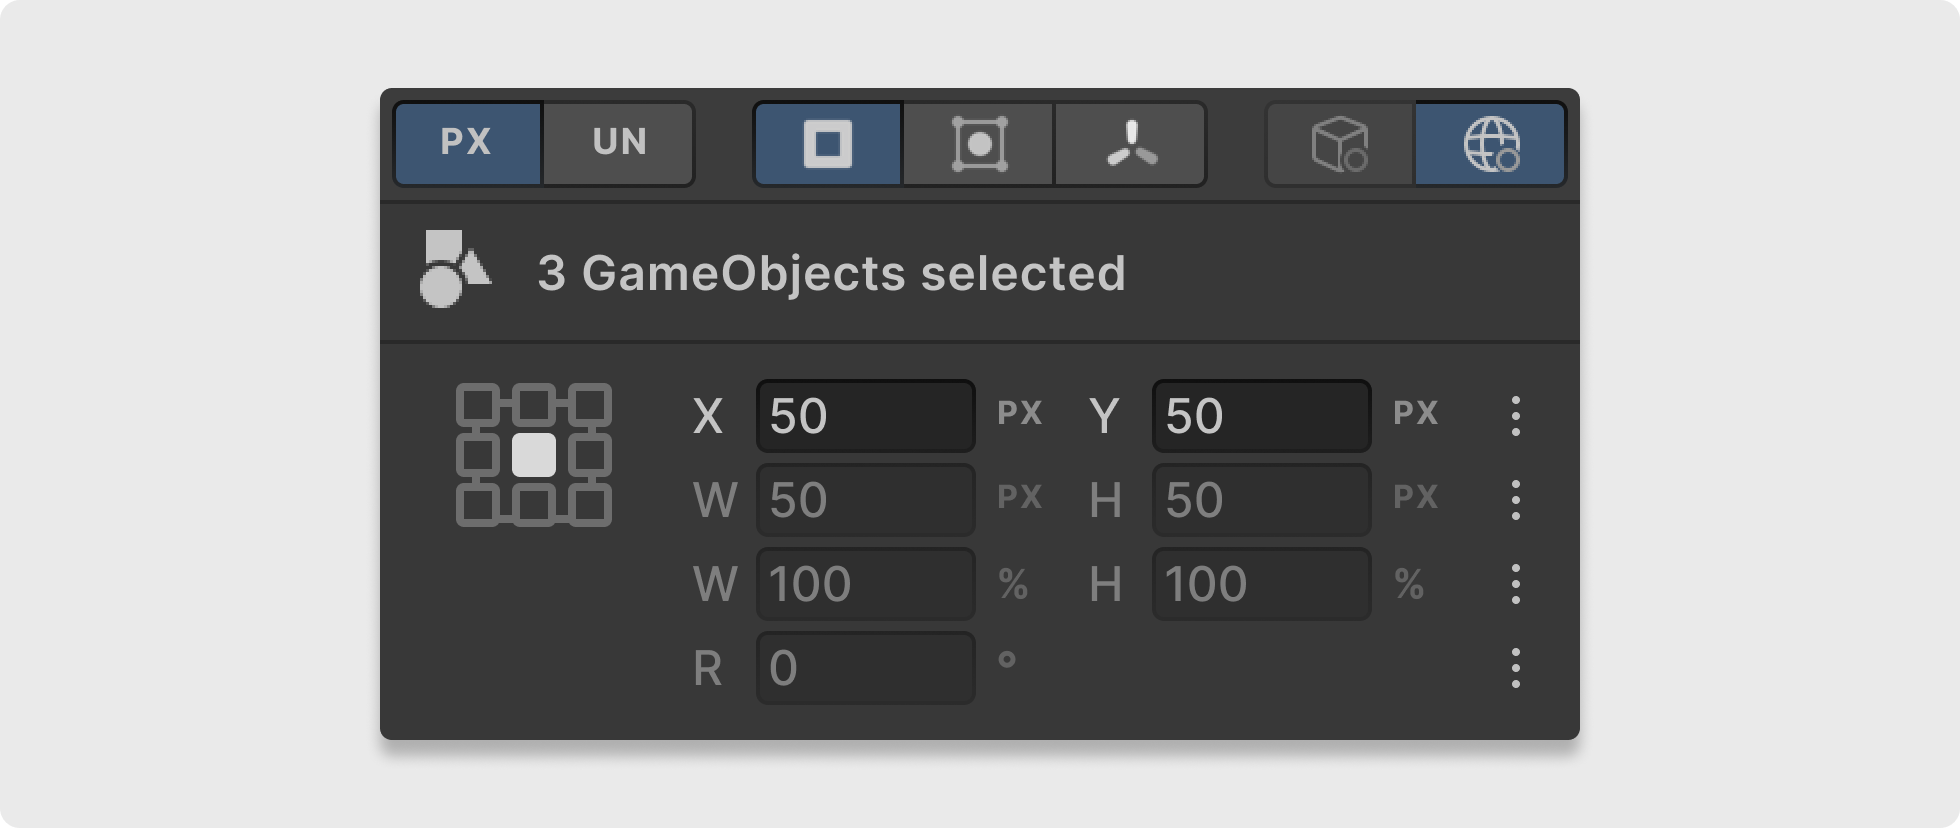 PX UN
3 GameObjects selected
X 50 PX Y 50 PX
W 50 PX H 50 PX
W 100 % H 100 %
R 0 °